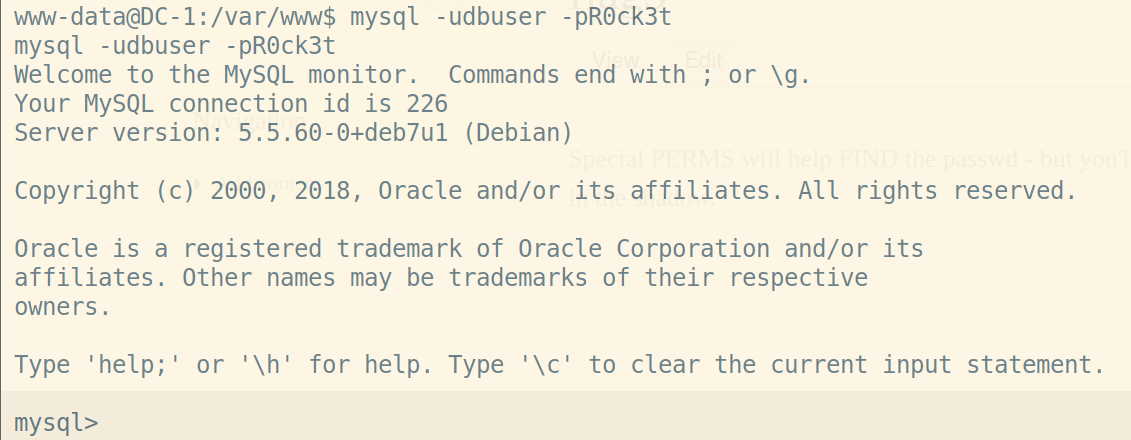 www-data@DC-1:/var/www$ mysql -udbuser -pR0ck3t
mysql -udbuser -pR0ck3t
Welcome to the MySQL monitor.  Commands end with ; or \g.
Your MySQL connection id is 226
Server version: 5.5.60-0+deb7u1 (Debian)
Copyright (c) 2000, 2018, Oracle and/or its affiliates. All rights reserved.
Oracle is a registered trademark of Oracle Corporation and/or its
affiliates. Other names may be trademarks of their respective
owners.
Type 'help;' or '\h' for help. Type '\c' to clear the current input statement.
mysql>
View Edit
Navigation
Special PERMS will help FIND the passwd - but you'll
in the